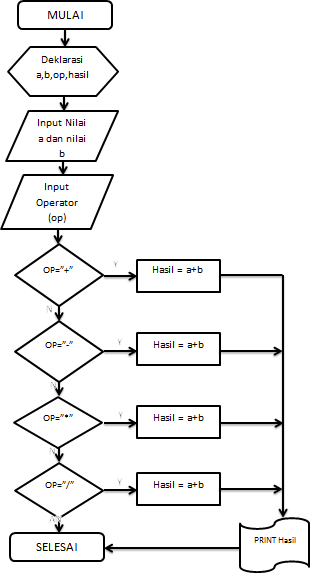 MULAI
Deklarasi
a,b,op,hasil
Input Nilai
a dan nilai
b
Input
Operator
(op)
OP="+"
Y
Hasil = a+b
N
OP="-"
Y
Hasil = a+b
N
OP="*"
Y
Hasil = a+b
N
OP="/"
Y
Hasil = a+b
SELESAI
PRINT Hasil